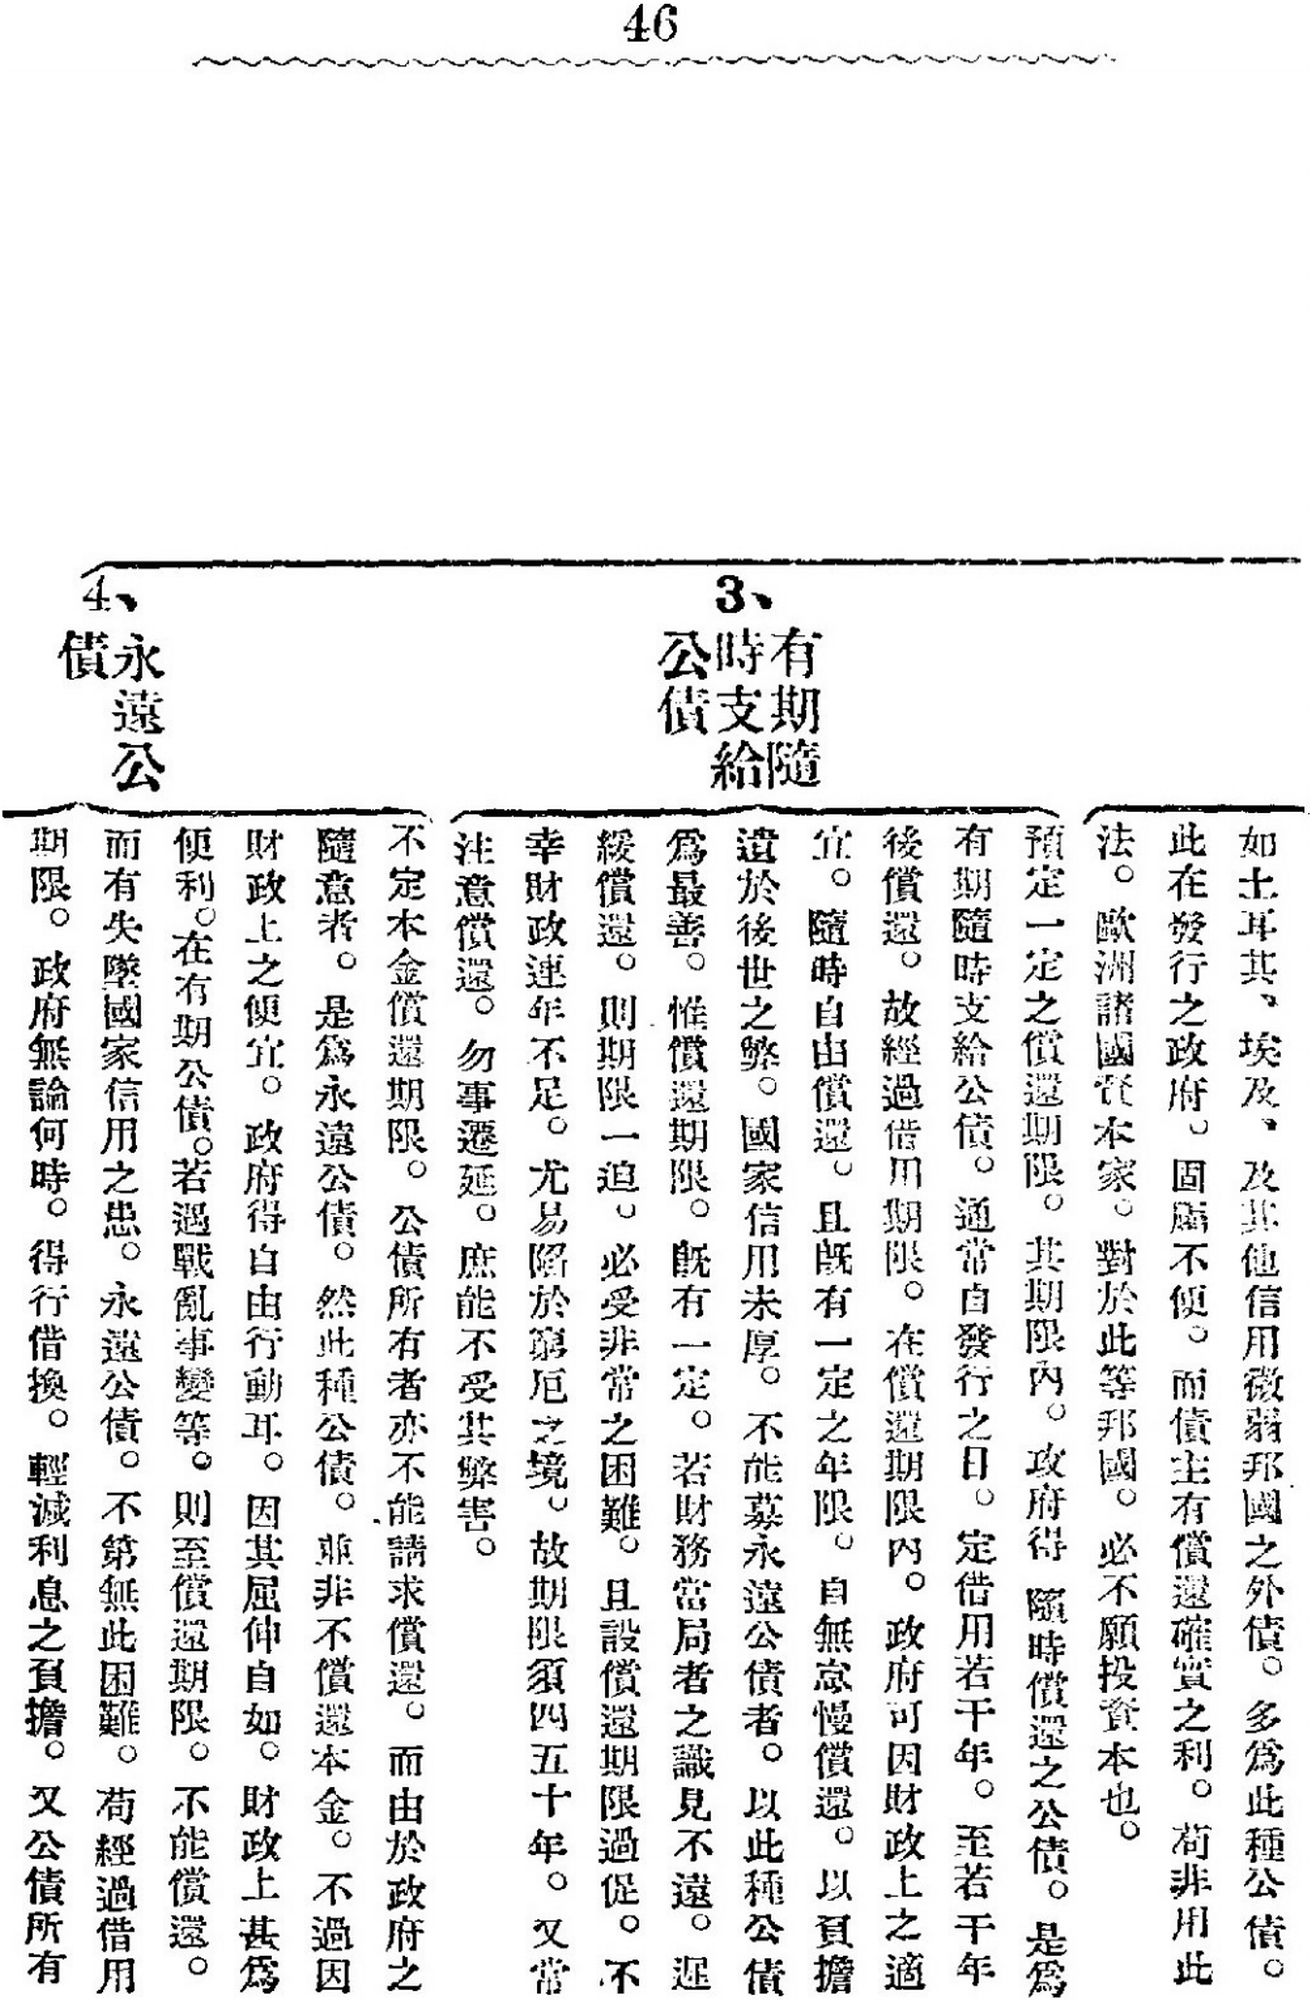 46
如土耳其、埃及、及其他信用微弱邦國之外債。多爲此種公債。
此在發行之政府。固屬不便。而債主有償還確實之利。苟非用此
法。歐洲諸國資本家。對於此等邦國。必不願投資本也。
3、
有期隨
時支給
公債
預定一定之償還期限。其期限內。政府得 隨時償還之公債。是爲
有期隨時支給公債。通常自發行之日。定借用若干年。至若干年
後償還。故經過借用期限。在償還期限內。政府可因財政上之適
宜。隨時自由償還。且既有一定之年限。自無怠慢償還。以負擔
遺於後世之弊。國家信用未厚。不能募永遠公債者。以此種公債
爲最善。惟償還期限。既有一定。若財務當局者之識見不遠。遲
緩償還。則期限一迫。必受非常之困難。且設償還期限過促。不
幸財政連年不足。尤易陷於窮厄之境。故期限須四五十年。又常
注意償還。勿事遷延。庶能不受其弊害。
4、
永遠公
債
不定本金償還期限。公債所有者亦不能請求償還。而由於政府之
隨意者。是爲永遠公債。然此種公債。並非不償還本金。不過因
財政上之便宜。政府得自由行動耳。因其屈伸自如。財政上甚爲
便利。在有期公債。若遇戰亂事變等。則至償還期限。不能償還。
而有失墜國家信用之患。永遠公債。不第無此困難。苟經過借用
期限。政府無論何時。得行借換。輕減利息之負擔。又公債所有